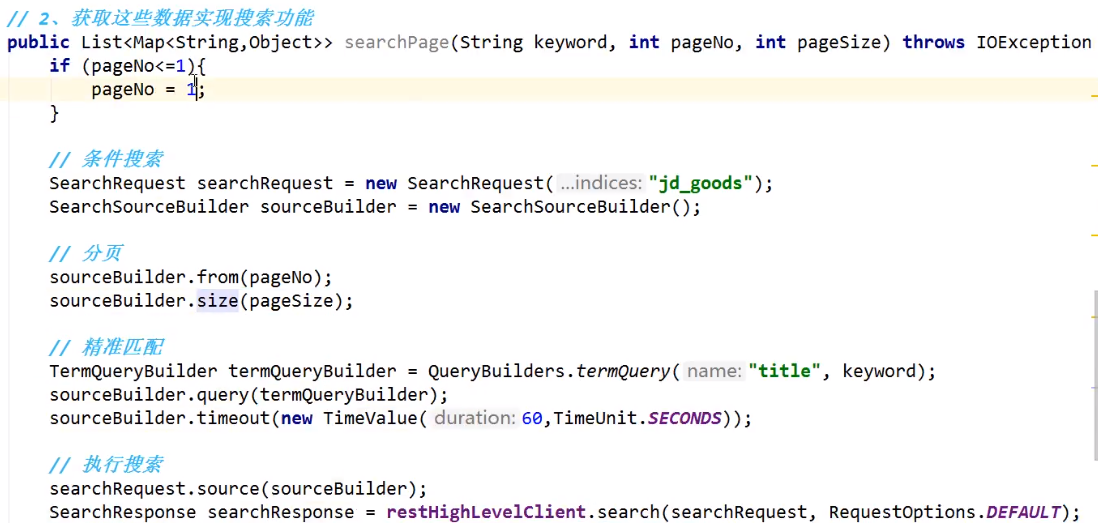 // 2、获取这些数据实现搜索功能
public List<Map<String,Object>> searchPage(String keyword, int pageNo, int pageSize) throws IOException
if (pageNo<=1){
pageNo = 1;
}
// 条件搜索
SearchRequest searchRequest = new SearchRequest( ...indices: "jd_goods");
SearchSourceBuilder sourceBuilder = new SearchSourceBuilder();
// 分页
sourceBuilder.from(pageNo);
sourceBuilder.size(pageSize);
// 精准匹配
TermQueryBuilder termQueryBuilder = QueryBuilders.termQuery( name: "title", keyword);
sourceBuilder.query(termQueryBuilder);
sourceBuilder.timeout(new TimeValue( duration: 60,TimeUnit.SECONDS));
// 执行搜索
searchRequest.source(sourceBuilder);
SearchResponse searchResponse = restHighLevelClient.search(searchRequest, RequestOptions.DEFAULT);